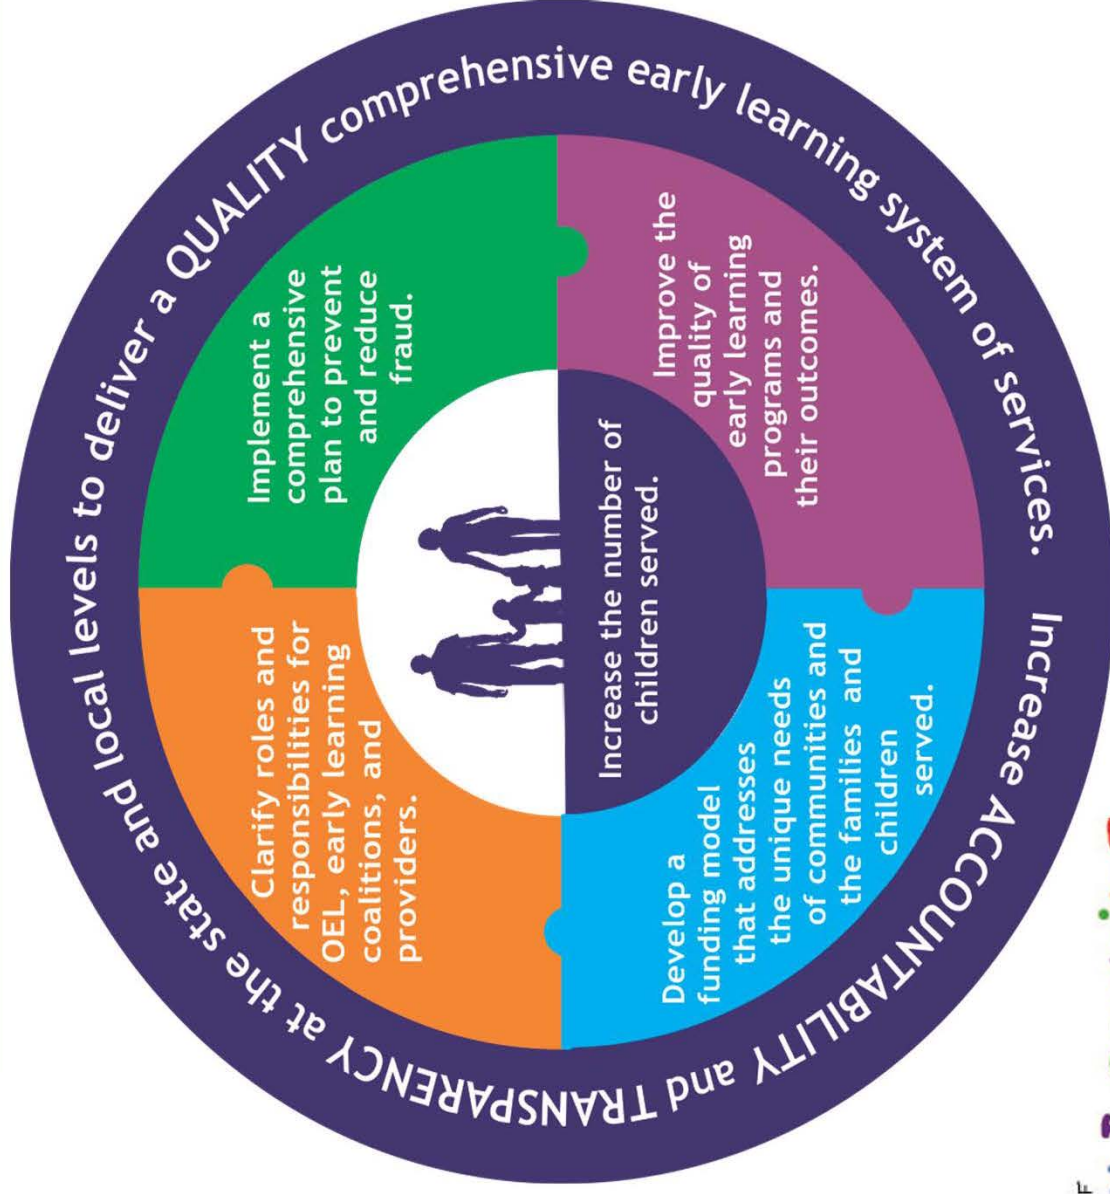 Increase ACCOUNTABILITY and TRANSPARENCY at the state and local levels to deliver a QUALITY comprehensive early learning system of services.
Clarify roles and
responsibilities for
OEL, early learning
coalitions, and
providers.
Implement a
comprehensive
plan to prevent
and reduce
fraud.
Increase the number of
children served.
Develop a
funding model
that addresses
the unique needs
of communities and
the families and
children
served.
Improve the
quality of
early learning
programs and
their outcomes.